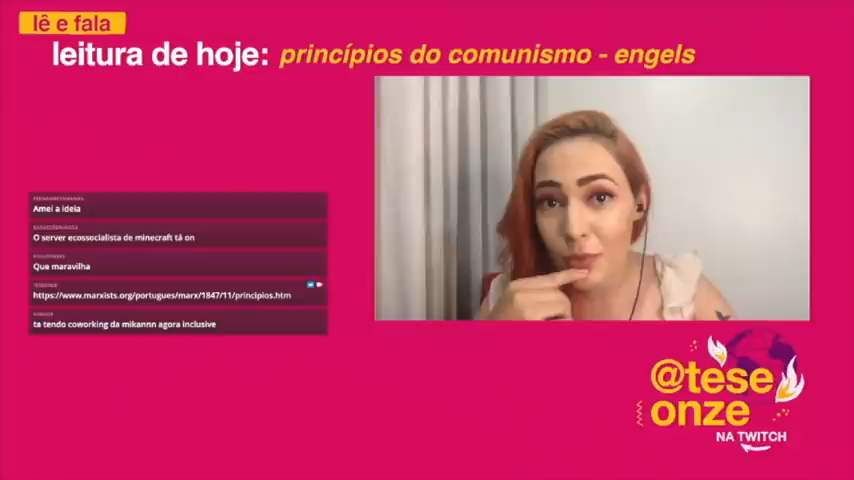 lê e fala
leitura de hoje: princípios do comunismo - engels
Amei a ideia
O server ecossocialista de minecraft tá on
Que maravilha
https://www.marxists.org/portugues/marx/1847/11/principios.htm
ta tendo coworking da mikannn agora inclusive
@tese
onze
NA TWITCH